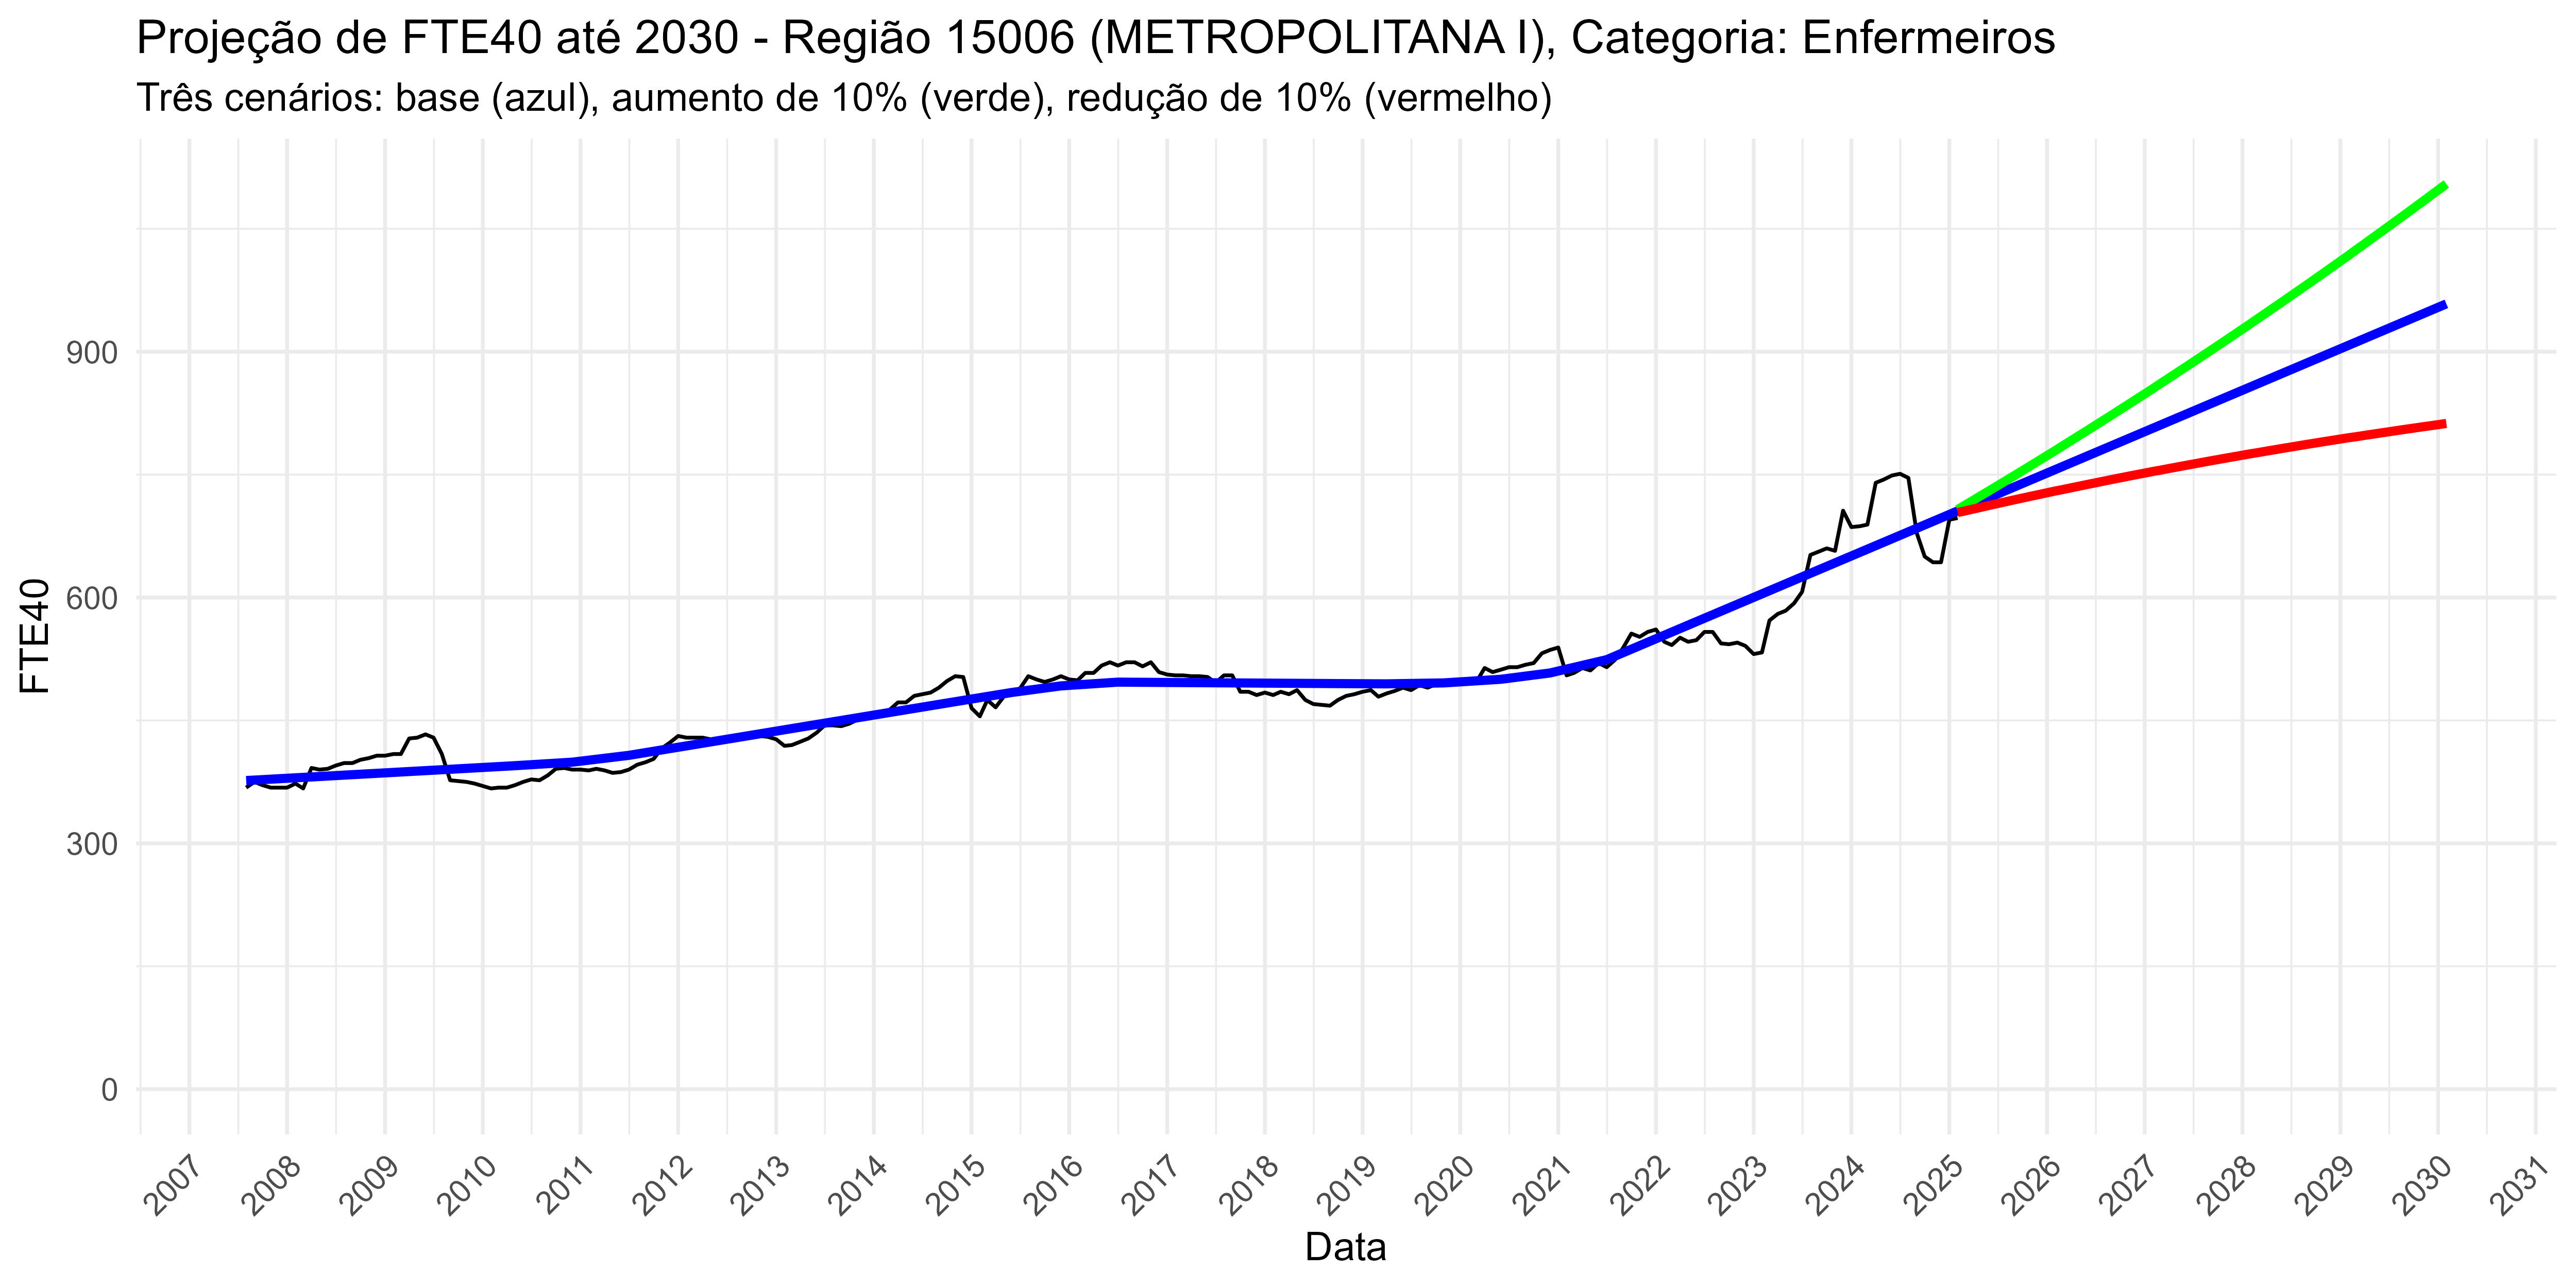 Projeção de FTE40 até 2030 - Região 15006 (METROPOLITANA I), Categoria: Enfermeiros
Três cenários: base (azul), aumento de 10% (verde), redução de 10% (vermelho)
FTE40
900
600
300
0
2007 2008 2009 2010 2011 2012 2013 2014 2015 2016 2017 2018 2019 2020 2021 2022 2023 2024 2025 2026 2027 2028 2029 2030 2031
Data